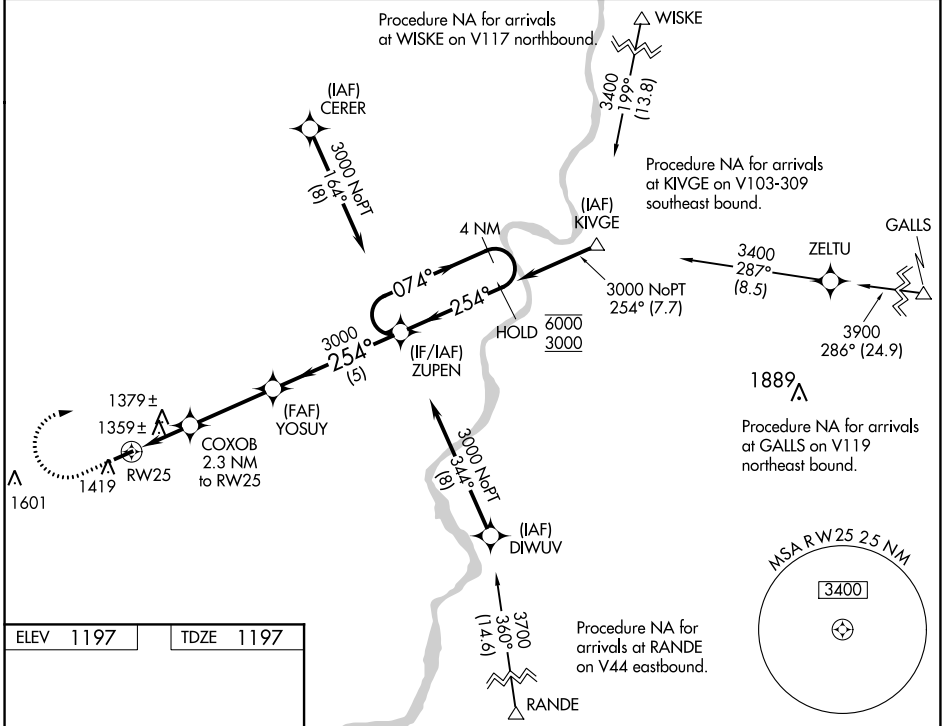 Procedure NA for arrivals
at WISKE on V117 northbound.
WISKE
3400
199°
(13.8)
(IAF)
CERER
3000 NoPT
164°
(8)
Procedure NA for arrivals
at KIVGE on V103-309
southeast bound.
(IAF)
KIVGE
4 NM
GALLS
ZELTU
3400
287°
(8.5)
074°
254°
3000 NoPT
254° (7.7)
3900
286° (24.9)
HOLD
6000
3000
3000
254°
(5)
(IF/IAF)
ZUPEN
1889
1379 ±
1359 ±
(FAF)
YOSUY
Procedure NA for arrivals
at GALLS on V119
northeast bound.
COXOB
2.3 NM
to RW25
RW25
1419
1601
3000 NoPT
344°
(8)
(IAF)
DIWUV
MSA RW25 25 NM
3400
3700
360°
(14.6)
Procedure NA for
arrivals at RANDE
on V44 eastbound.
RANDE
ELEV 1197
TDZE 1197